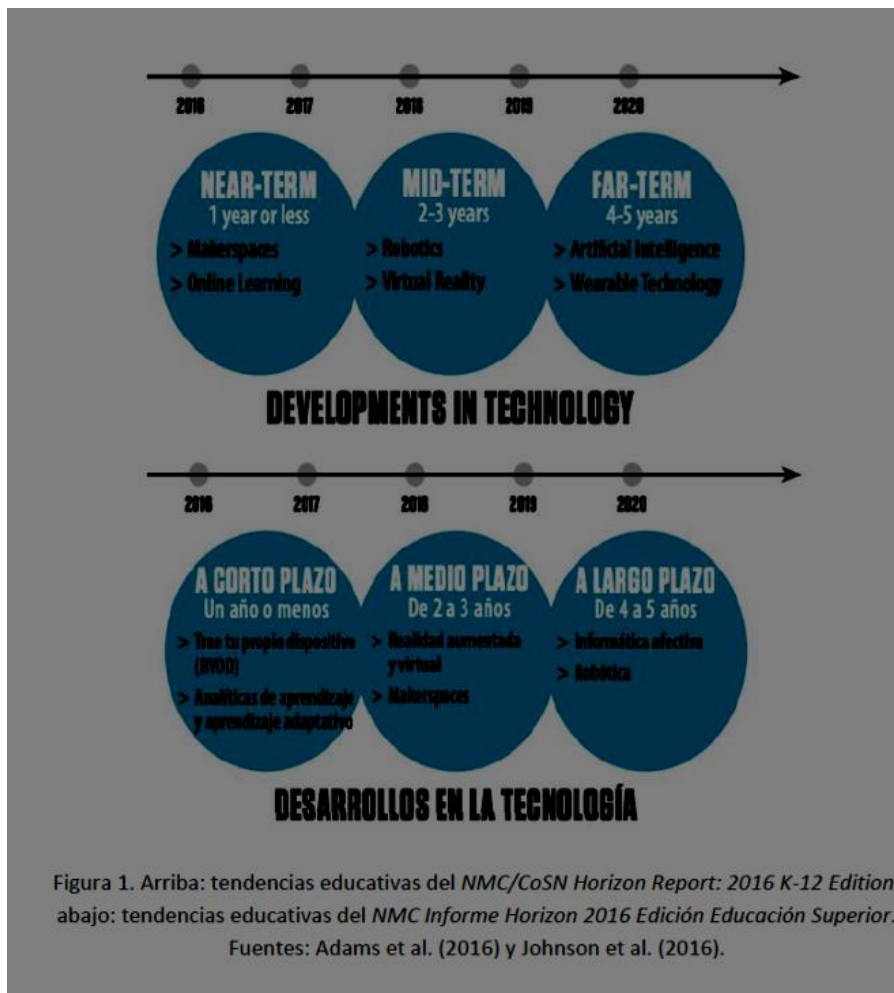 2016 2017 2018 2019 2020
NEAR-TERM
1 year or less
> Makerspaces
> Online Learning
MID-TERM
2-3 years
> Robotics
> Virtual Reality
FAR-TERM
4-5 years
> Artificial Intelligence
> Wearable Technology
DEVELOPMENTS IN TECHNOLOGY
2016 2017 2018 2019 2020
A CORTO PLAZO
Un año o menos
> Trae tu propio dispositivo
(BYOD)
> Analíticas de aprendizaje
y aprendizaje adaptativo
A MEDIO PLAZO
De 2 a 3 años
> Realidad aumentada
y virtual
> Makerspaces
A LARGO PLAZO
De 4 a 5 años
> Informática afectiva
> Robótica
DESARROLLOS EN LA TECNOLOGÍA
Figura 1. Arriba: tendencias educativas del NMC/CoSN Horizon Report: 2016 K-12 Edition
abajo: tendencias educativas del NMC Informe Horizon 2016 Edición Educación Superior.
Fuentes: Adams et al. (2016) y Johnson et al. (2016).